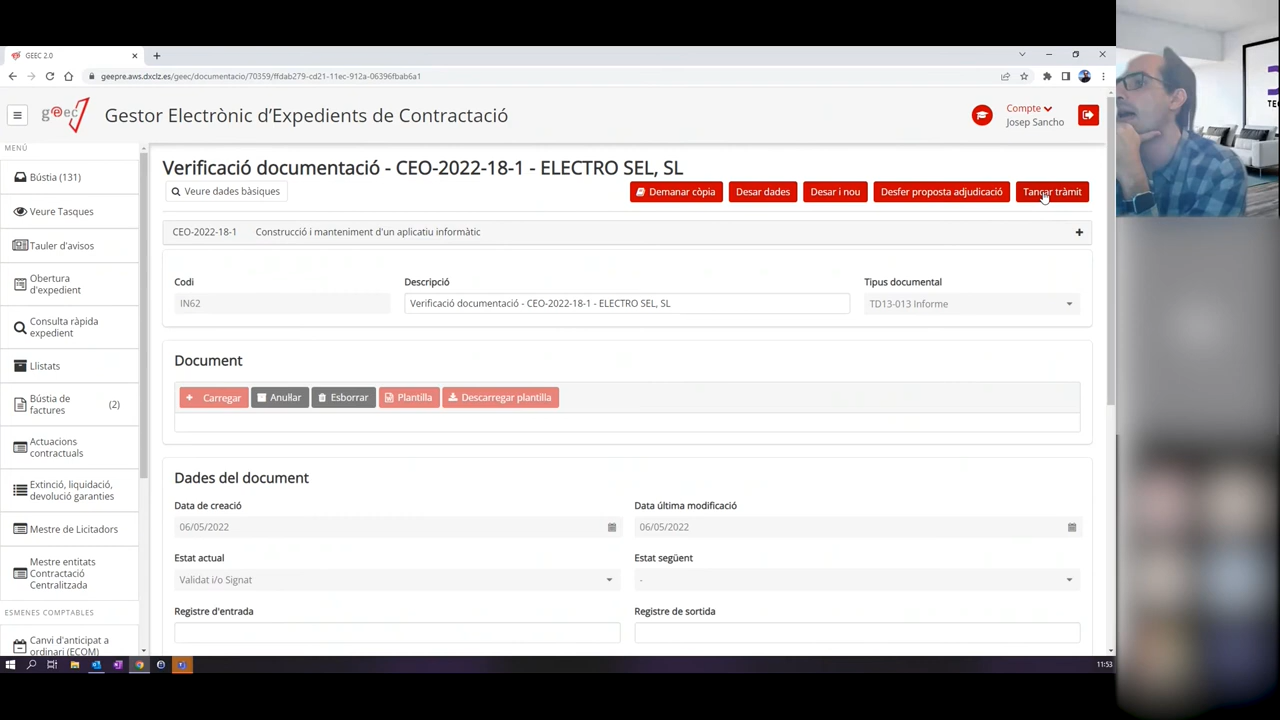 GEEC 2.0
geepre.aws.dxclz.es/geec/documentacio/70359/ffdab279-cd21-11ec-912a-06396fbab6a1
geec
Gestor Electrònic d'Expedients de Contractació
Compte
Josep Sancho
MENÚ
Bústia (131)
Veure Tasques
Tauler d'avisos
Obertura
d'expedient
Consulta ràpida
expedient
Llistats
Bústia de
factures
(2)
Actuacions
contractuals
Extinció, liquidació,
devolució garanties
Mestre de Licitadors
Mestre entitats
Contractació
Centralitzada
ESMENES COMPTABLES
Canvi d'anticipat a
ordinari (ECOM)
Verificació documentació - CEO-2022-18-1 - ELECTRO SEL, SL
Veure dades bàsiques
Demanar còpia
Desar dades
Desar i nou
Desfer proposta adjudicació
Tancar tràmit
CEO-2022-18-1 Construcció i manteniment d'un aplicatiu informàtic
Codi
IN62
Descripció
Verificació documentació - CEO-2022-18-1 - ELECTRO SEL, SL
Tipus documental
TD13-013 Informe
Document
Carregar
Anul·lar
Esborrar
Plantilla
Descarregar plantilla
Dades del document
Data de creació
06/05/2022
Data última modificació
06/05/2022
Estat actual
Validat i/o Signat
Estat següent
-
Registre d'entrada
Registre de sortida
11:53